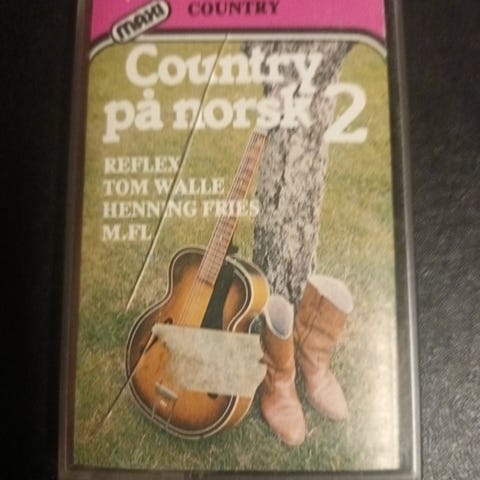 COUNTRY
MAXI
Country
på norsk 2
REFLEX
TOM WALLE
HENNING FRIES
M.FL